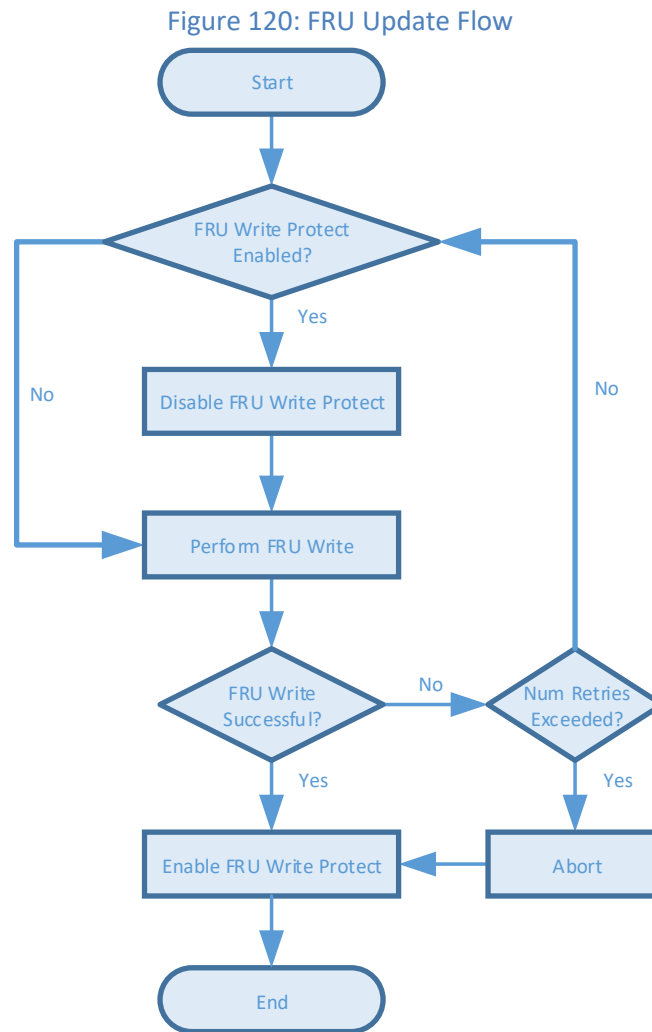 Figure 120: FRU Update Flow
Start
FRU Write Protect
Enabled?
Yes
No
No
Disable FRU Write Protect
Perform FRU Write
FRU Write
Successful?
No
Num Retries
Exceeded?
Yes
Yes
Enable FRU Write Protect
Abort
End